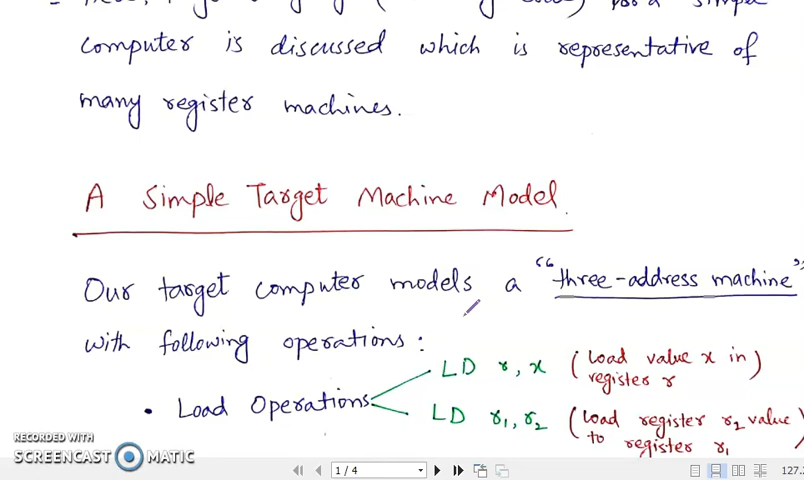 computer is discussed which is representative of
many register machines.
A Simple Target Machine Model.
Our target computer models a "three-address machine"
with following operations:
• Load Operations
LD r, x (Load value x in register r)
LD r1, r2 (Load register r2 value to register r1
RECORDED WITH
SCREENCAST MATIC
1 / 4
127.